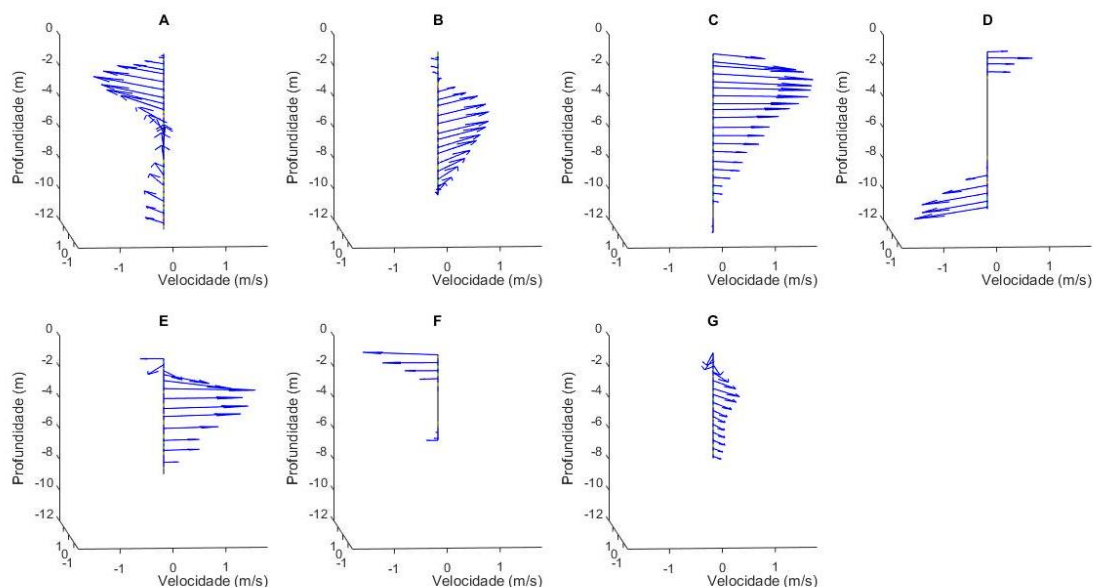 A B C D
0 0 0 0
-2 -2 -2 -2
-4 -4 -4 -4
-6 -6 -6 -6
-8 -8 -8 -8
-10 -10 -10 -10
-12 -12 -12 -12
Profundidade (m) Profundidade (m) Profundidade (m) Profundidade (m)
1 0 -1 -1 0 1 1 0 -1 -1 0 1 1 0 -1 -1 0 1 1 0 -1 -1 0 1
Velocidade (m/s) Velocidade (m/s) Velocidade (m/s) Velocidade (m/s)
E F G
0 0 0
-2 -2 -2
-4 -4 -4
-6 -6 -6
-8 -8 -8
-10 -10 -10
-12 -12 -12
Profundidade (m) Profundidade (m) Profundidade (m)
1 0 -1 -1 0 1 1 0 -1 -1 0 1 1 0 -1 -1 0 1
Velocidade (m/s) Velocidade (m/s) Velocidade (m/s)